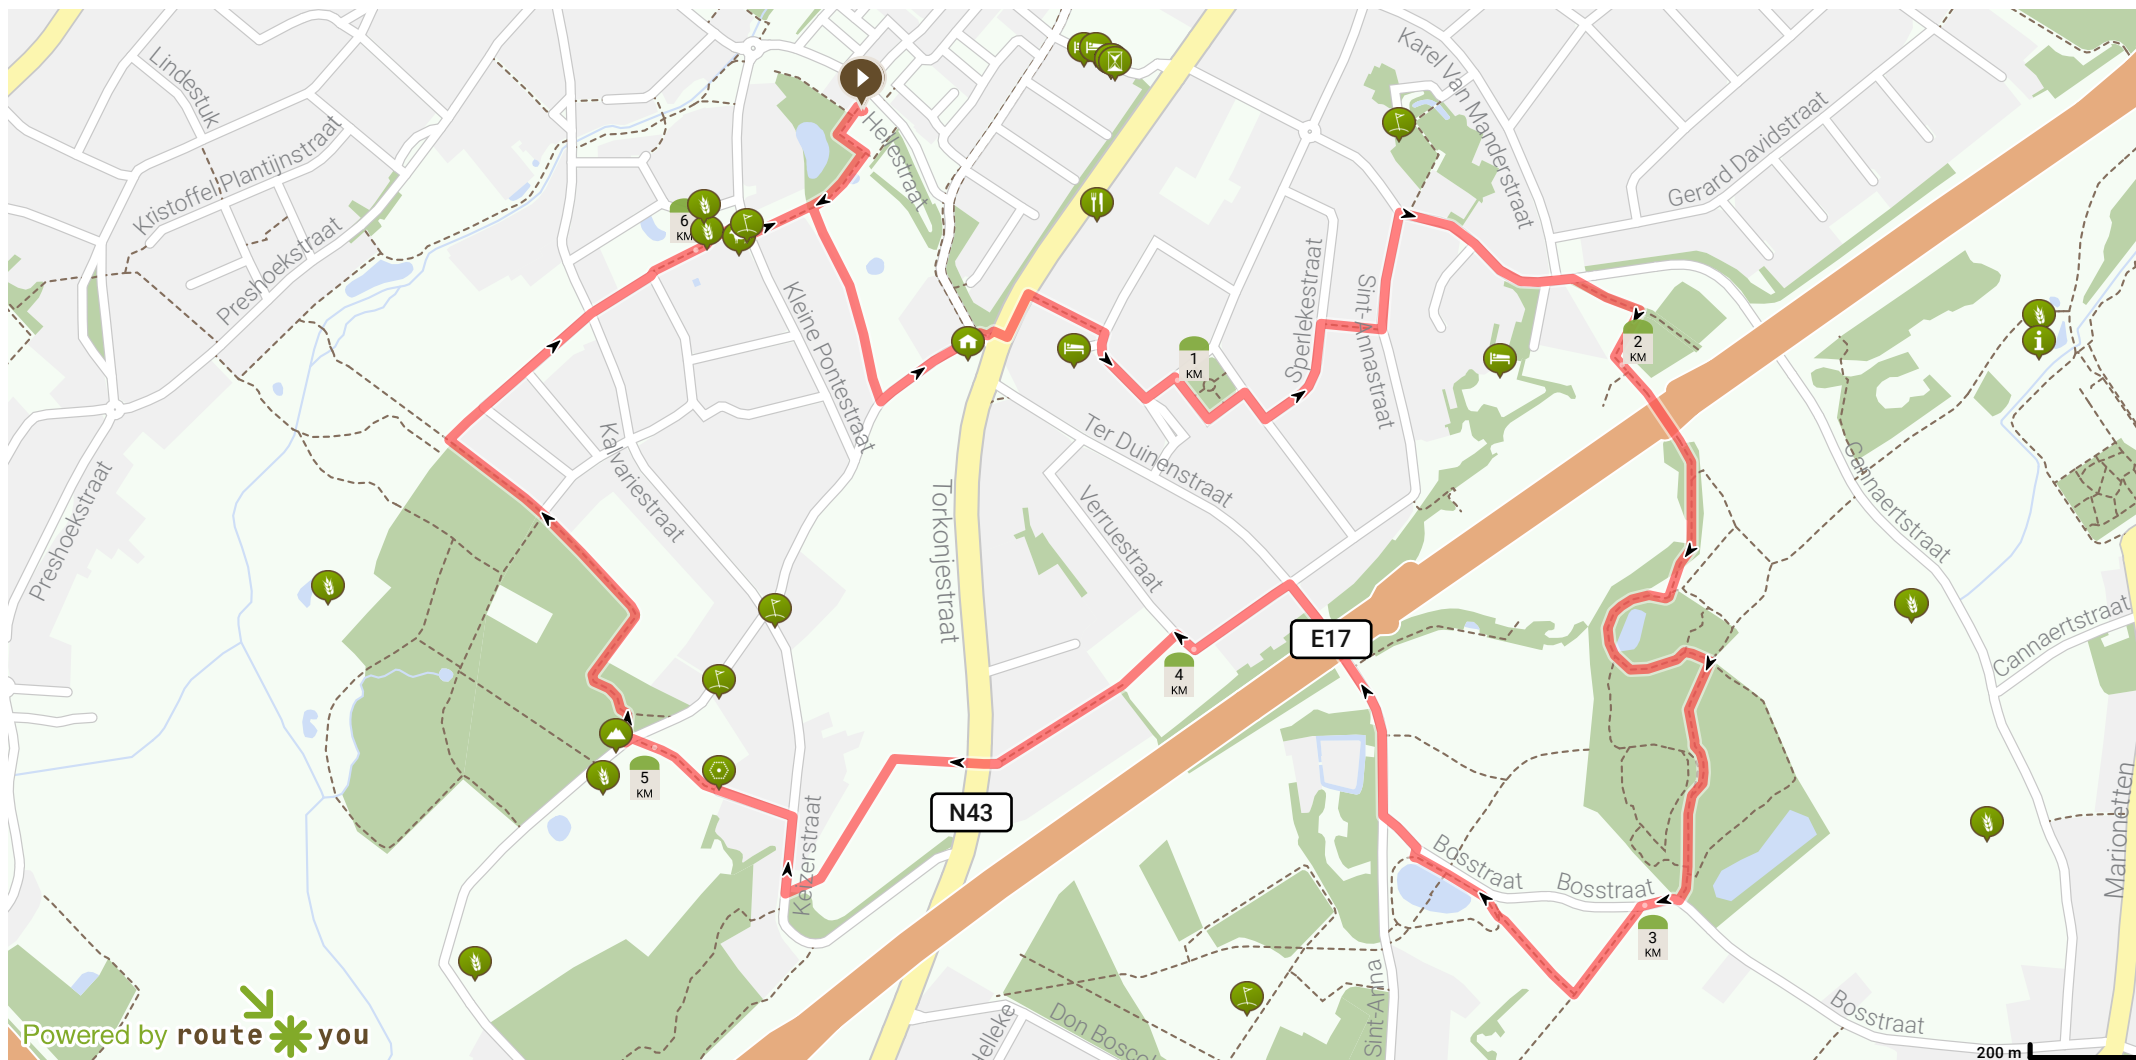 Lindestuk
Kristoffel Plantijnstraat
Preshoekstraat
Preshoekstraat
Hellestraat
Karel Van Manderstraat
Gerard Davidstraat
6
KM
Kleine Pontestraat
1
KM
Sperlekestraat
Sint-Annastraat
2
KM
Kalvariestraat
Ter Duinenstraat
Verruestraat
Torkonjestraat
Cannaertstraat
Cannaertstraat
E17
4
KM
5
KM
N43
Keizerstraat
Bosstraat
Bosstraat
3
KM
Marionetten
Bosstraat
Sint-Anna
Don Bosco
Helleke
Powered by routeyou
200 m